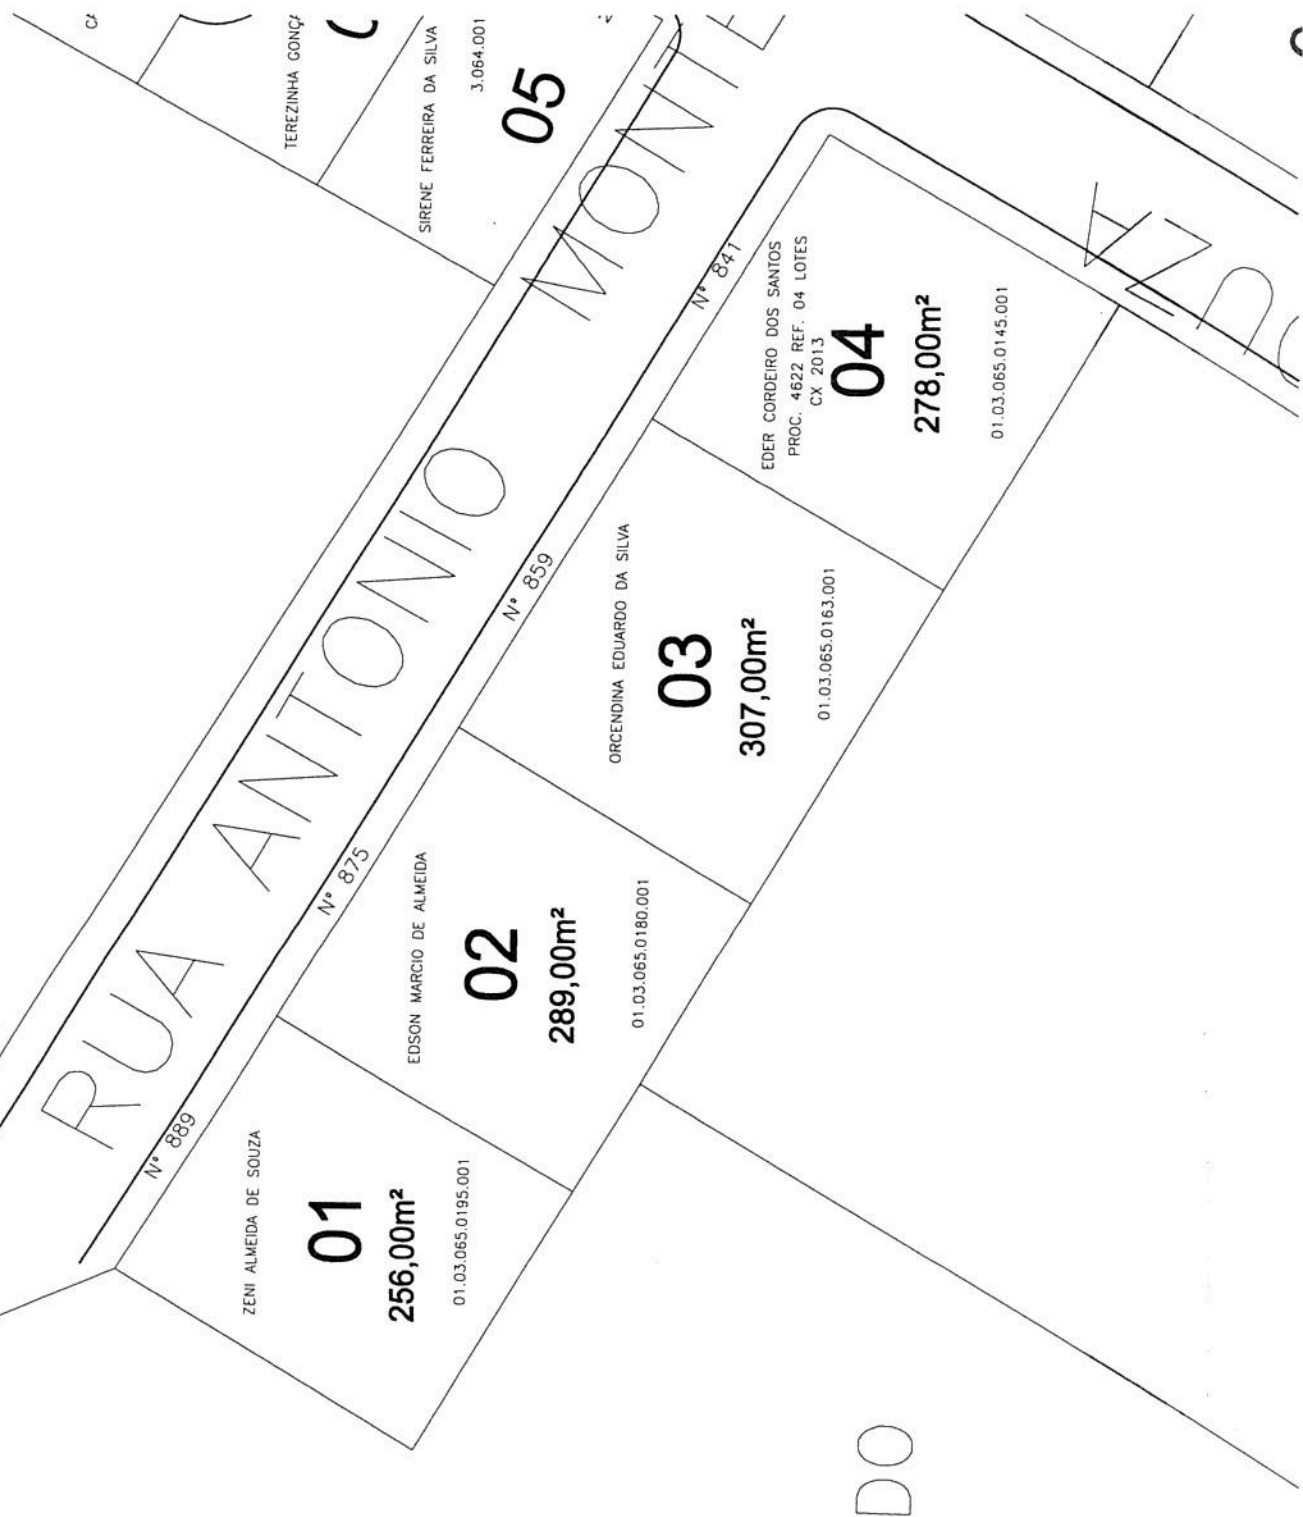 TEREZINHA
SIRENE FERREIRA DA SILVA
3.064.001
05
RUA ANTONIO
Nº 889
ZENI ALMEIDA DE SOUZA
01
256,00m²
01.03.065.0195.001
Nº 875
EDSON MARCIO DE ALMEIDA
02
289,00m²
01.03.065.0180.001
Nº 859
ORCENDINA EDUARDO DA SILVA
03
307,00m²
01.03.065.0163.001
Nº 841
EDER CORDEIRO DOS SANTOS
PROC. 4622 REF. 04 LOTES
CX 2013
04
278,00m²
01.03.065.0145.001
DO